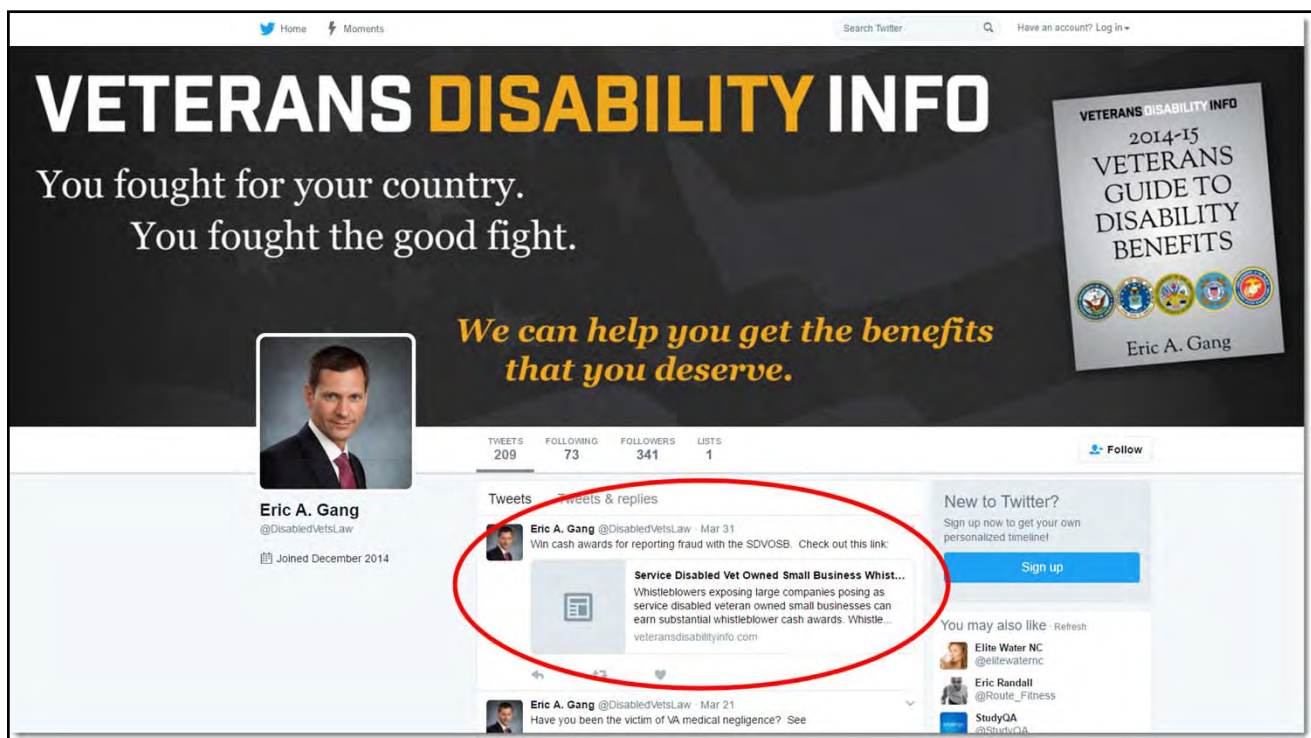 Home Moments Search Twitter Have an account? Log in
VETERANS DISABILITY INFO
You fought for your country.
You fought the good fight.
We can help you get the benefits
that you deserve.
VETERANS DISABILITY INFO
2014-15
VETERANS
GUIDE TO
DISABILITY
BENEFITS
Eric A. Gang
TWEETS FOLLOWING FOLLOWERS LISTS
209 73 341 1
Follow
Eric A. Gang
@DisabledVetsLaw
Joined December 2014
Tweets Tweets & replies
Eric A. Gang @DisabledVetsLaw · Mar 31
Win cash awards for reporting fraud with the SDVOSB. Check out this link:
Service Disabled Vet Owned Small Business Whist...
Whistleblowers exposing large companies posing as
service disabled veteran owned small businesses can
earn substantial whistleblower cash awards. Whistle...
veteransdisabilityinfo.com
Eric A. Gang @DisabledVetsLaw · Mar 21
Have you been the victim of VA medical negligence? See
New to Twitter?
Sign up now to get your own
personalized timeline!
Sign up
You may also like · Refresh
Elite Water NC
@elitewaternc
Eric Randall
@Route_Fitness
StudyQA
@StudyQA